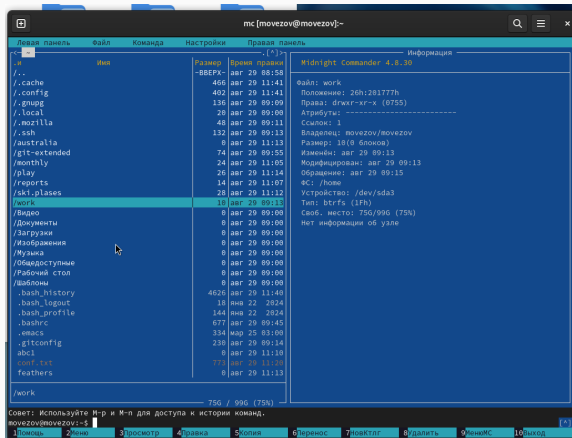 mc [movezov@movezov]:~
Левая панель Файл Команда Настройки Правая панель
.[^]> Информация
.и Имя Размер Время правки Midnight Commander 4.8.30
/.. -ВВЕРХ- авг 29 08:58
/.cache 466 авг 29 11:41 Файл: work
/.config 402 авг 29 11:41 Положение: 26h:201777h
/.gnupg 136 авг 29 09:09 Права: drwxr-xr-x (0755)
/.local 20 авг 29 09:00 Атрибуты: -----------------------
/.mozilla 48 авг 29 09:11 Ссылок: 1
/.ssh 132 авг 29 09:13 Владелец: movezov/movezov
/australia 0 авг 29 11:13 Размер: 10(0 блоков)
/git-extended 74 авг 29 09:55 Изменён: авг 29 09:13
/monthly 24 авг 29 11:05 Модифицирован: авг 29 09:13
/play 26 авг 29 11:14 Обращение: авг 29 09:15
/reports 14 авг 29 11:07 ФС: /home
/ski.plases 28 авг 29 11:12 Устройство: /dev/sda3
/work 10 авг 29 09:13 Тип: btrfs (1Fh)
/Видео 0 авг 29 09:00 Своб. место: 75G/99G (75%)
/Документы 0 авг 29 09:00 Нет информации об узле
/Загрузки 0 авг 29 09:00
/Изображения 0 авг 29 09:00
/Музыка 0 авг 29 09:00
/Общедоступные 0 авг 29 09:00
/Рабочий стол 0 авг 29 09:00
/Шаблоны 0 авг 29 09:00
.bash_history 4626 авг 29 11:40
.bash_logout 18 янв 22 2024
.bash_profile 144 янв 22 2024
.bashrc 677 авг 29 09:45
.emacs 334 мар 25 03:00
.gitconfig 230 авг 29 09:14
abc1 0 авг 29 11:10
conf.txt 773 авг 29 11:20
feathers 0 авг 29 11:13
/work
75G / 99G (75%)
Совет: Используйте M-p и M-n для доступа к истории команд.
movezov@movezov:~$ [^]
1Помощь 2Меню 3Просмотр 4Правка 5Копия 6Перенос 7НовКтлг 8Удалить 9МенюMC 10Выход